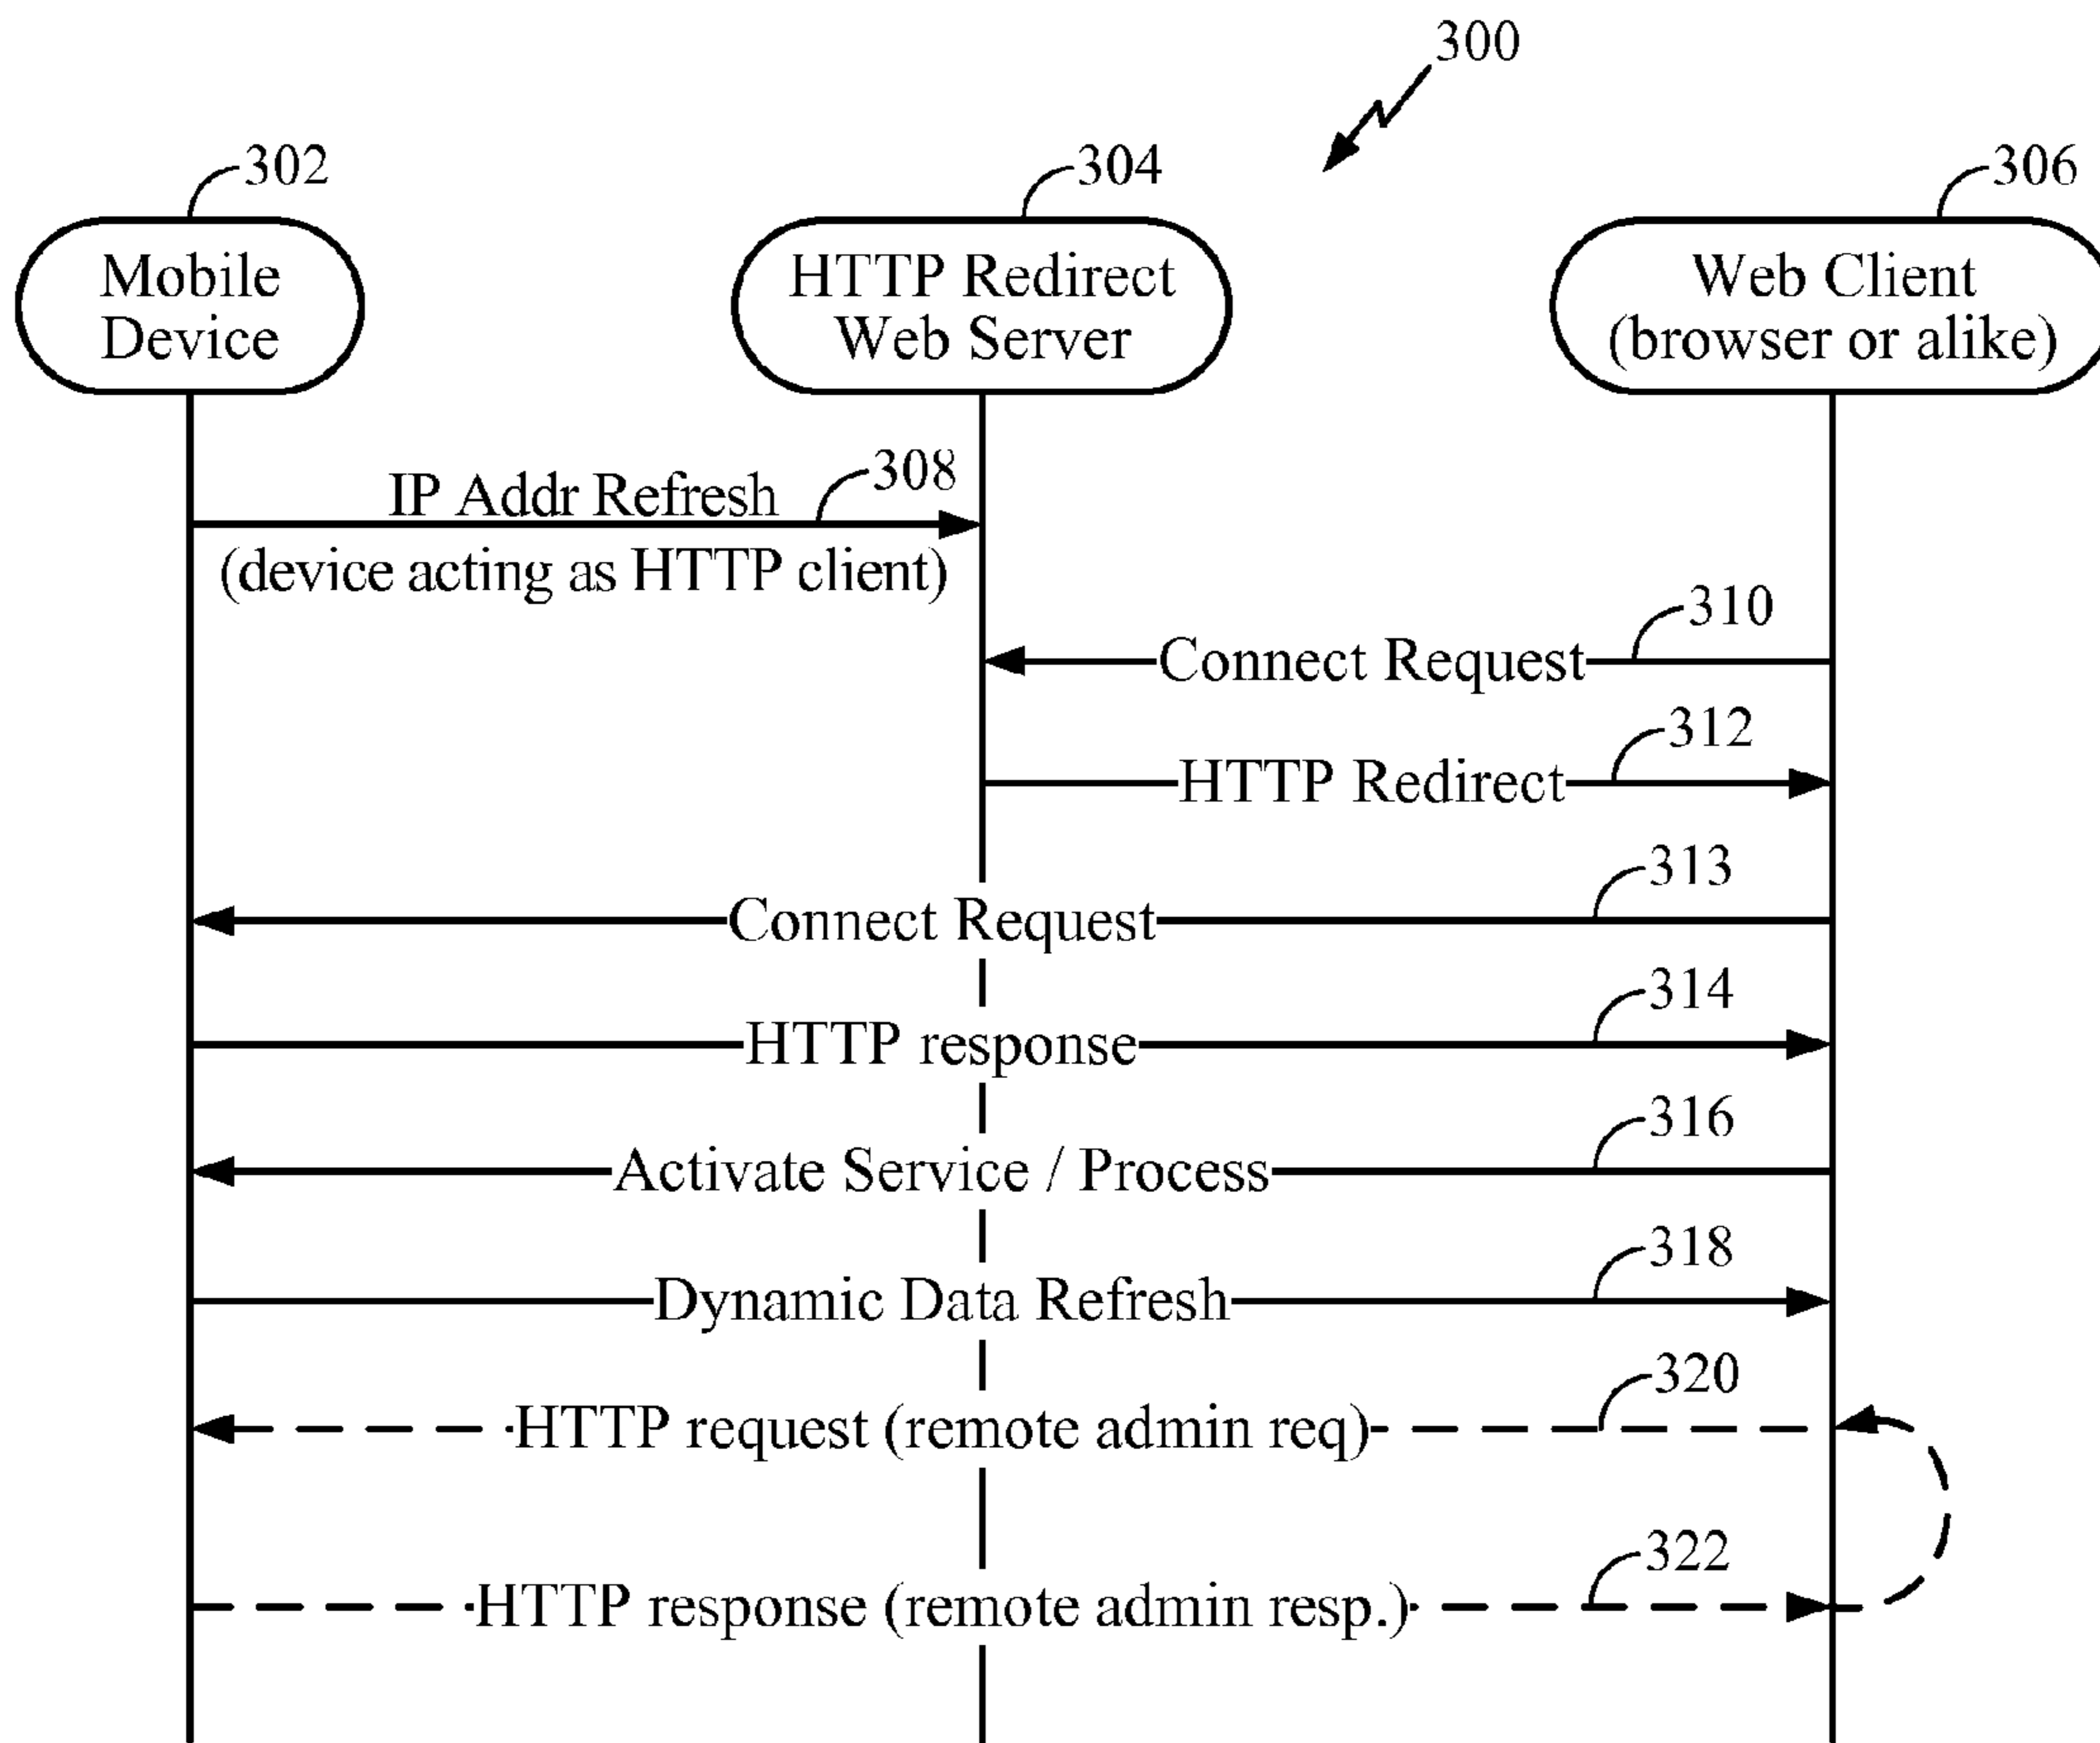 300
302
304
306
Mobile
Device
HTTP Redirect
Web Server
Web Client
(browser or alike)
308
IP Addr Refresh
(device acting as HTTP client)
310
Connect Request
312
HTTP Redirect
313
Connect Request
314
HTTP response
316
Activate Service / Process
318
Dynamic Data Refresh
320
HTTP request (remote admin req)
322
HTTP response (remote admin resp.)